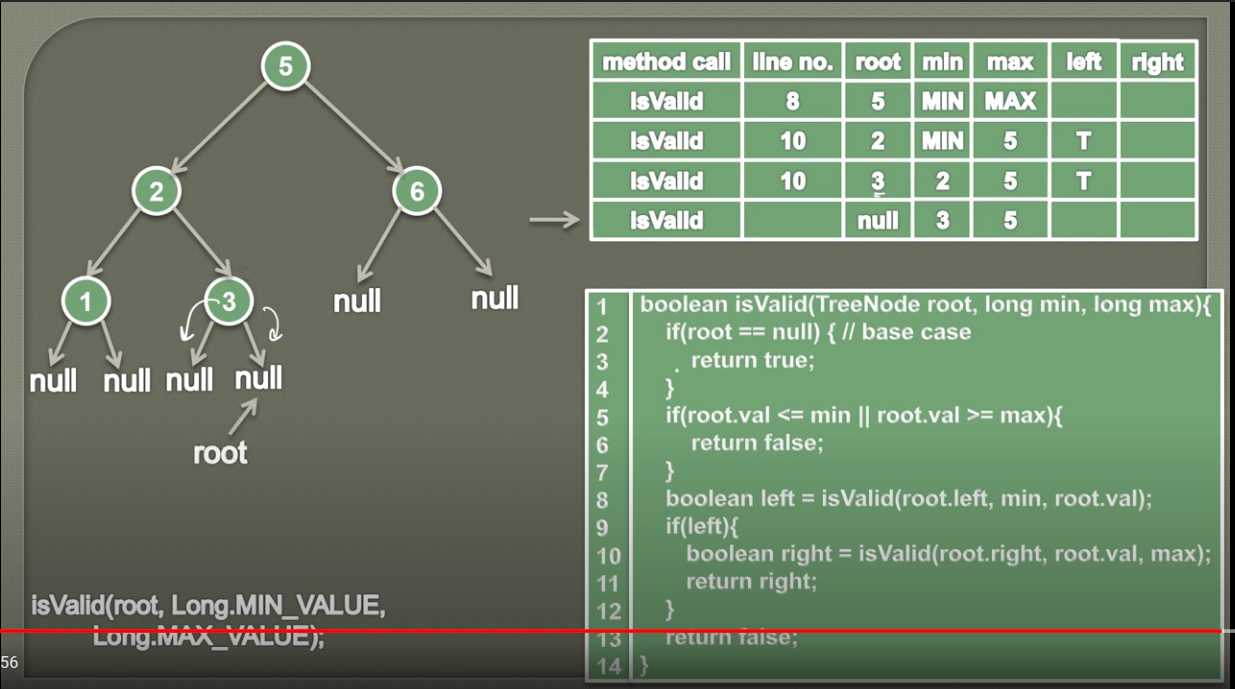 5
2
6
1
3
null
null
null null null null
root
isValid(root, Long.MIN_VALUE,
Long.MAX_VALUE);
56
method call line no. root min max left right
isValid 8 5 MIN MAX
isValid 10 2 MIN 5 T
isValid 10 3 2 5 T
isValid null 3 5
1 boolean isValid(TreeNode root, long min, long max){
2 if(root == null) { // base case
3 return true;
4 }
5 if(root.val <= min || root.val >= max){
6 return false;
7 }
8 boolean left = isValid(root.left, min, root.val);
9 if(left){
10 boolean right = isValid(root.right, root.val, max);
11 return right;
12 }
13 return false;
14 }